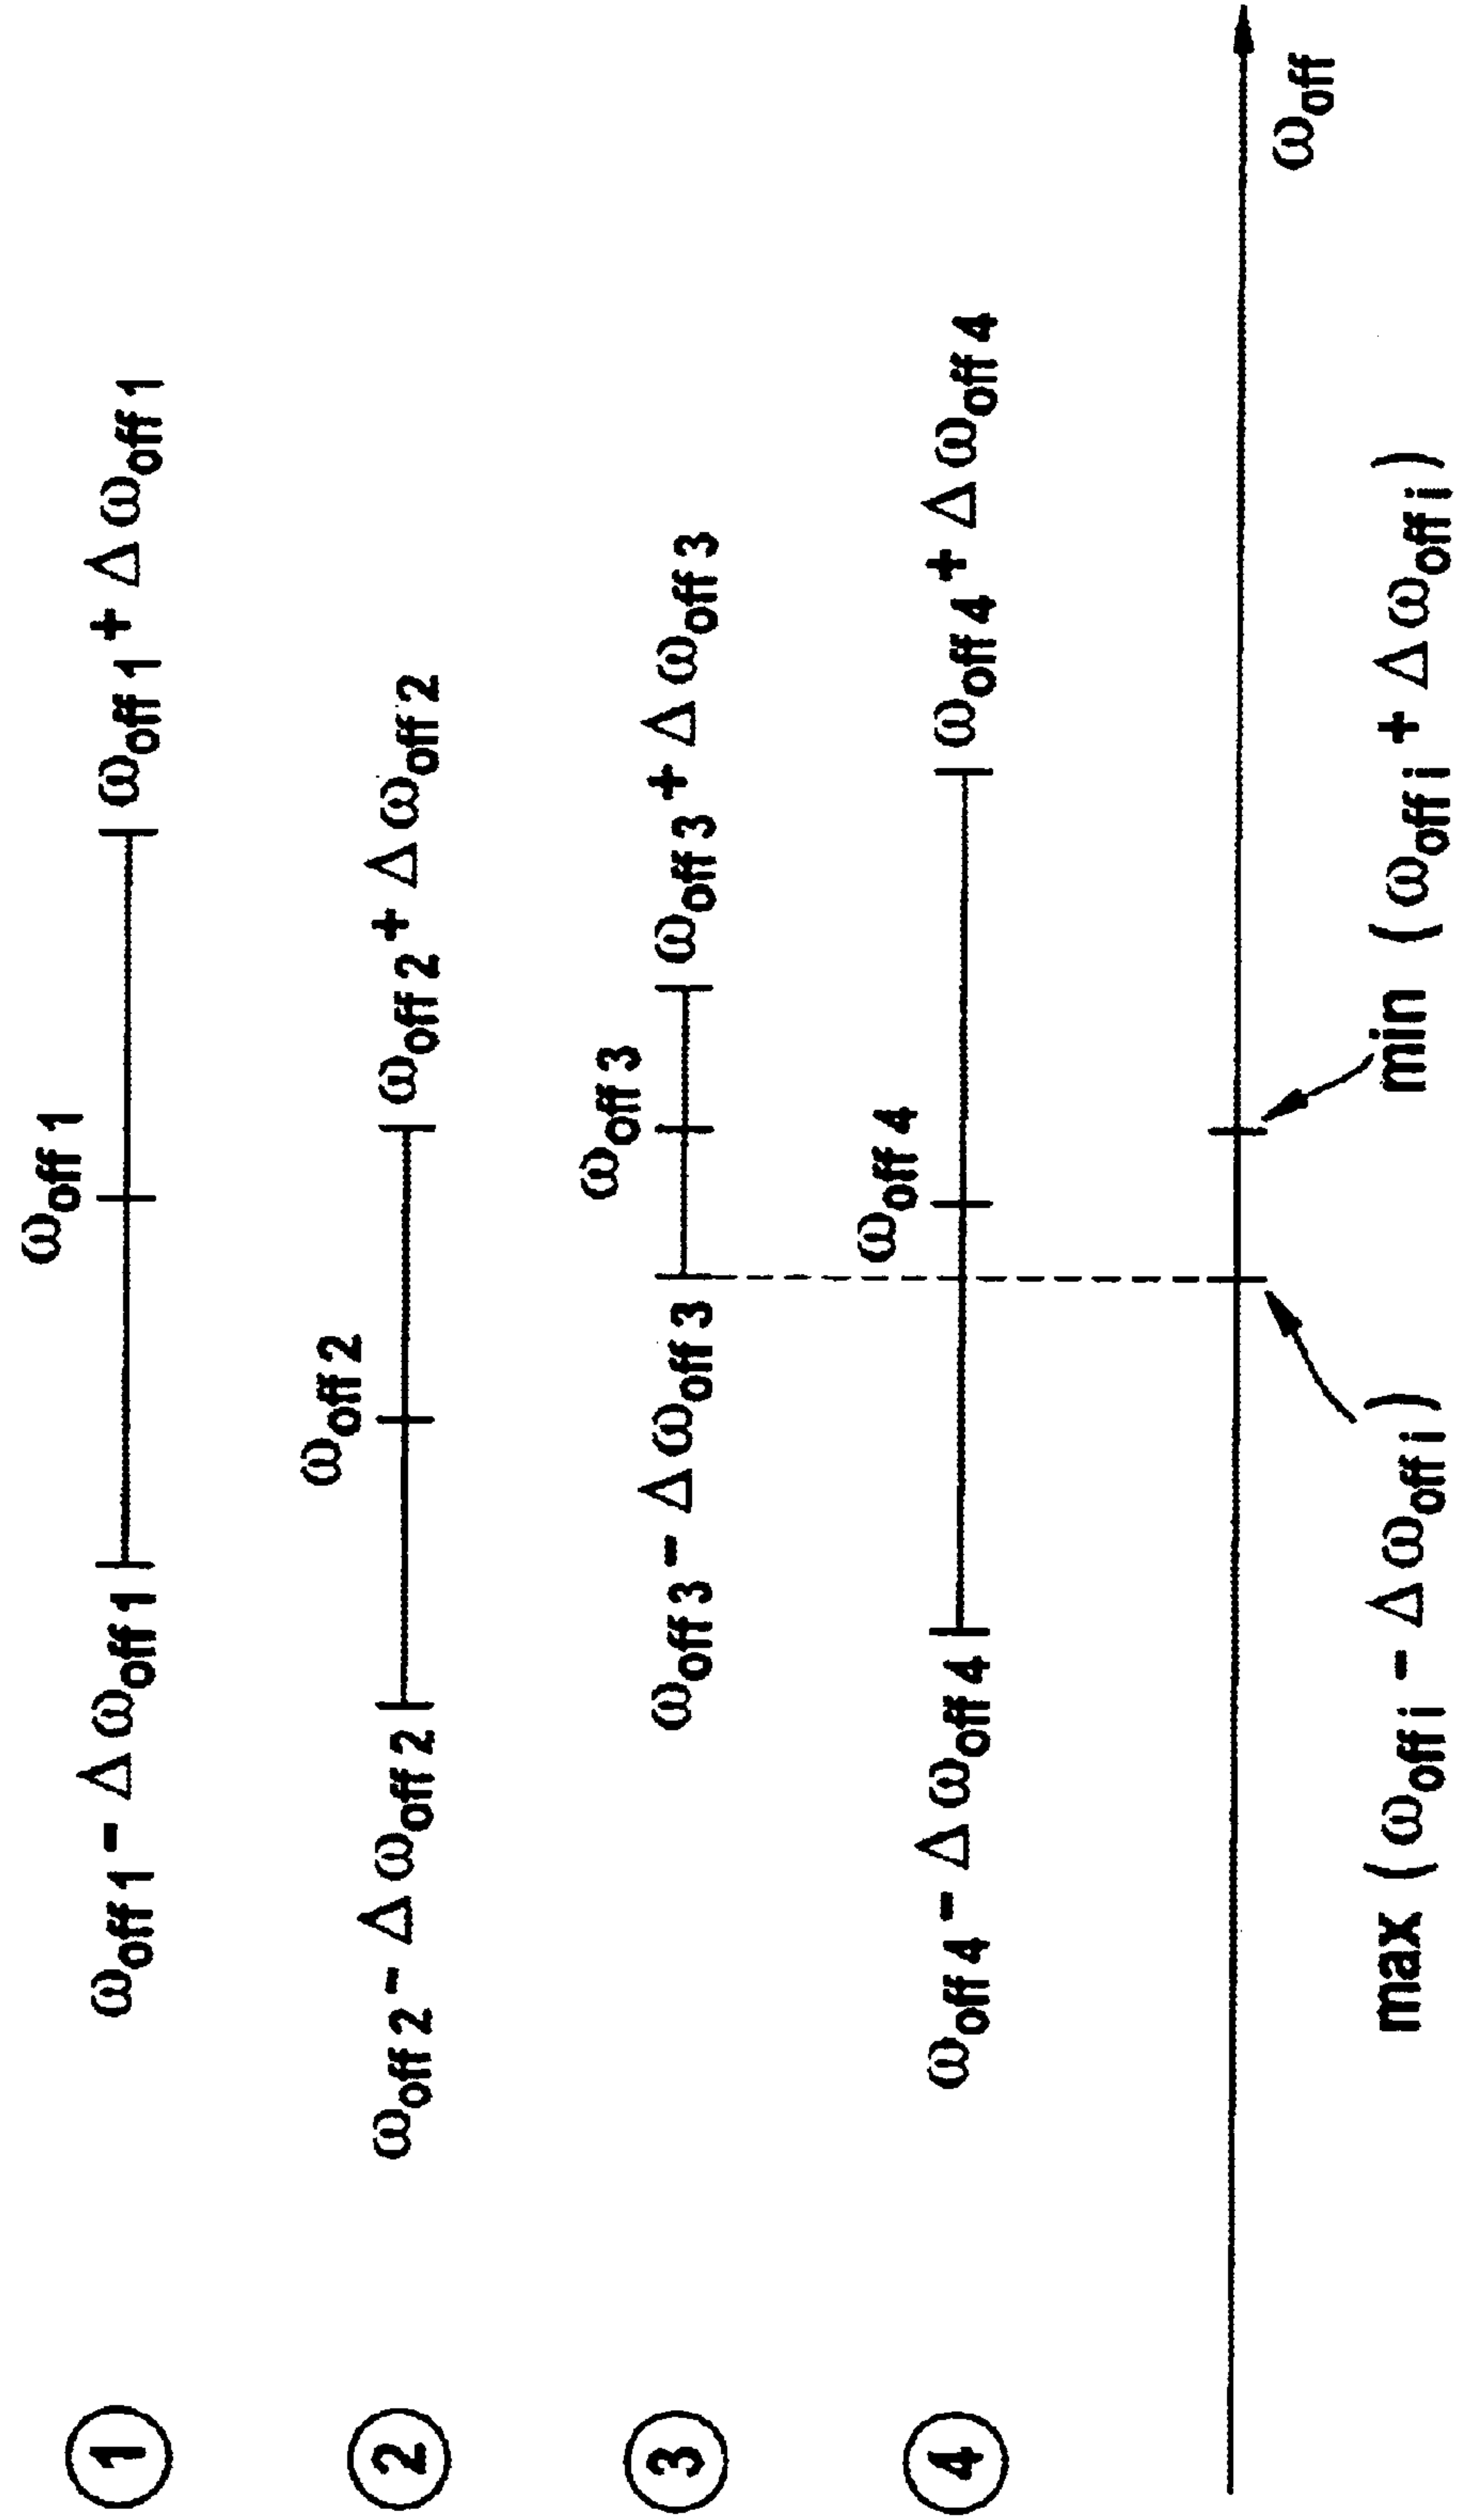 ω_off 1
① ω_off 1 - Δω_off 1 ω_off 1 + Δω_off 1
ω_off 2
② ω_off 2 - Δω_off 2 ω_off 2 + Δω_off 2
ω_off 3
③ ω_off 3 - Δω_off 3 ω_off 3 + Δω_off 3
ω_off 4
④ ω_off 4 - Δω_off 4 ω_off 4 + Δω_off 4
ω_off
max (ω_off i - Δω_off i) min (ω_off i + Δω_off i)